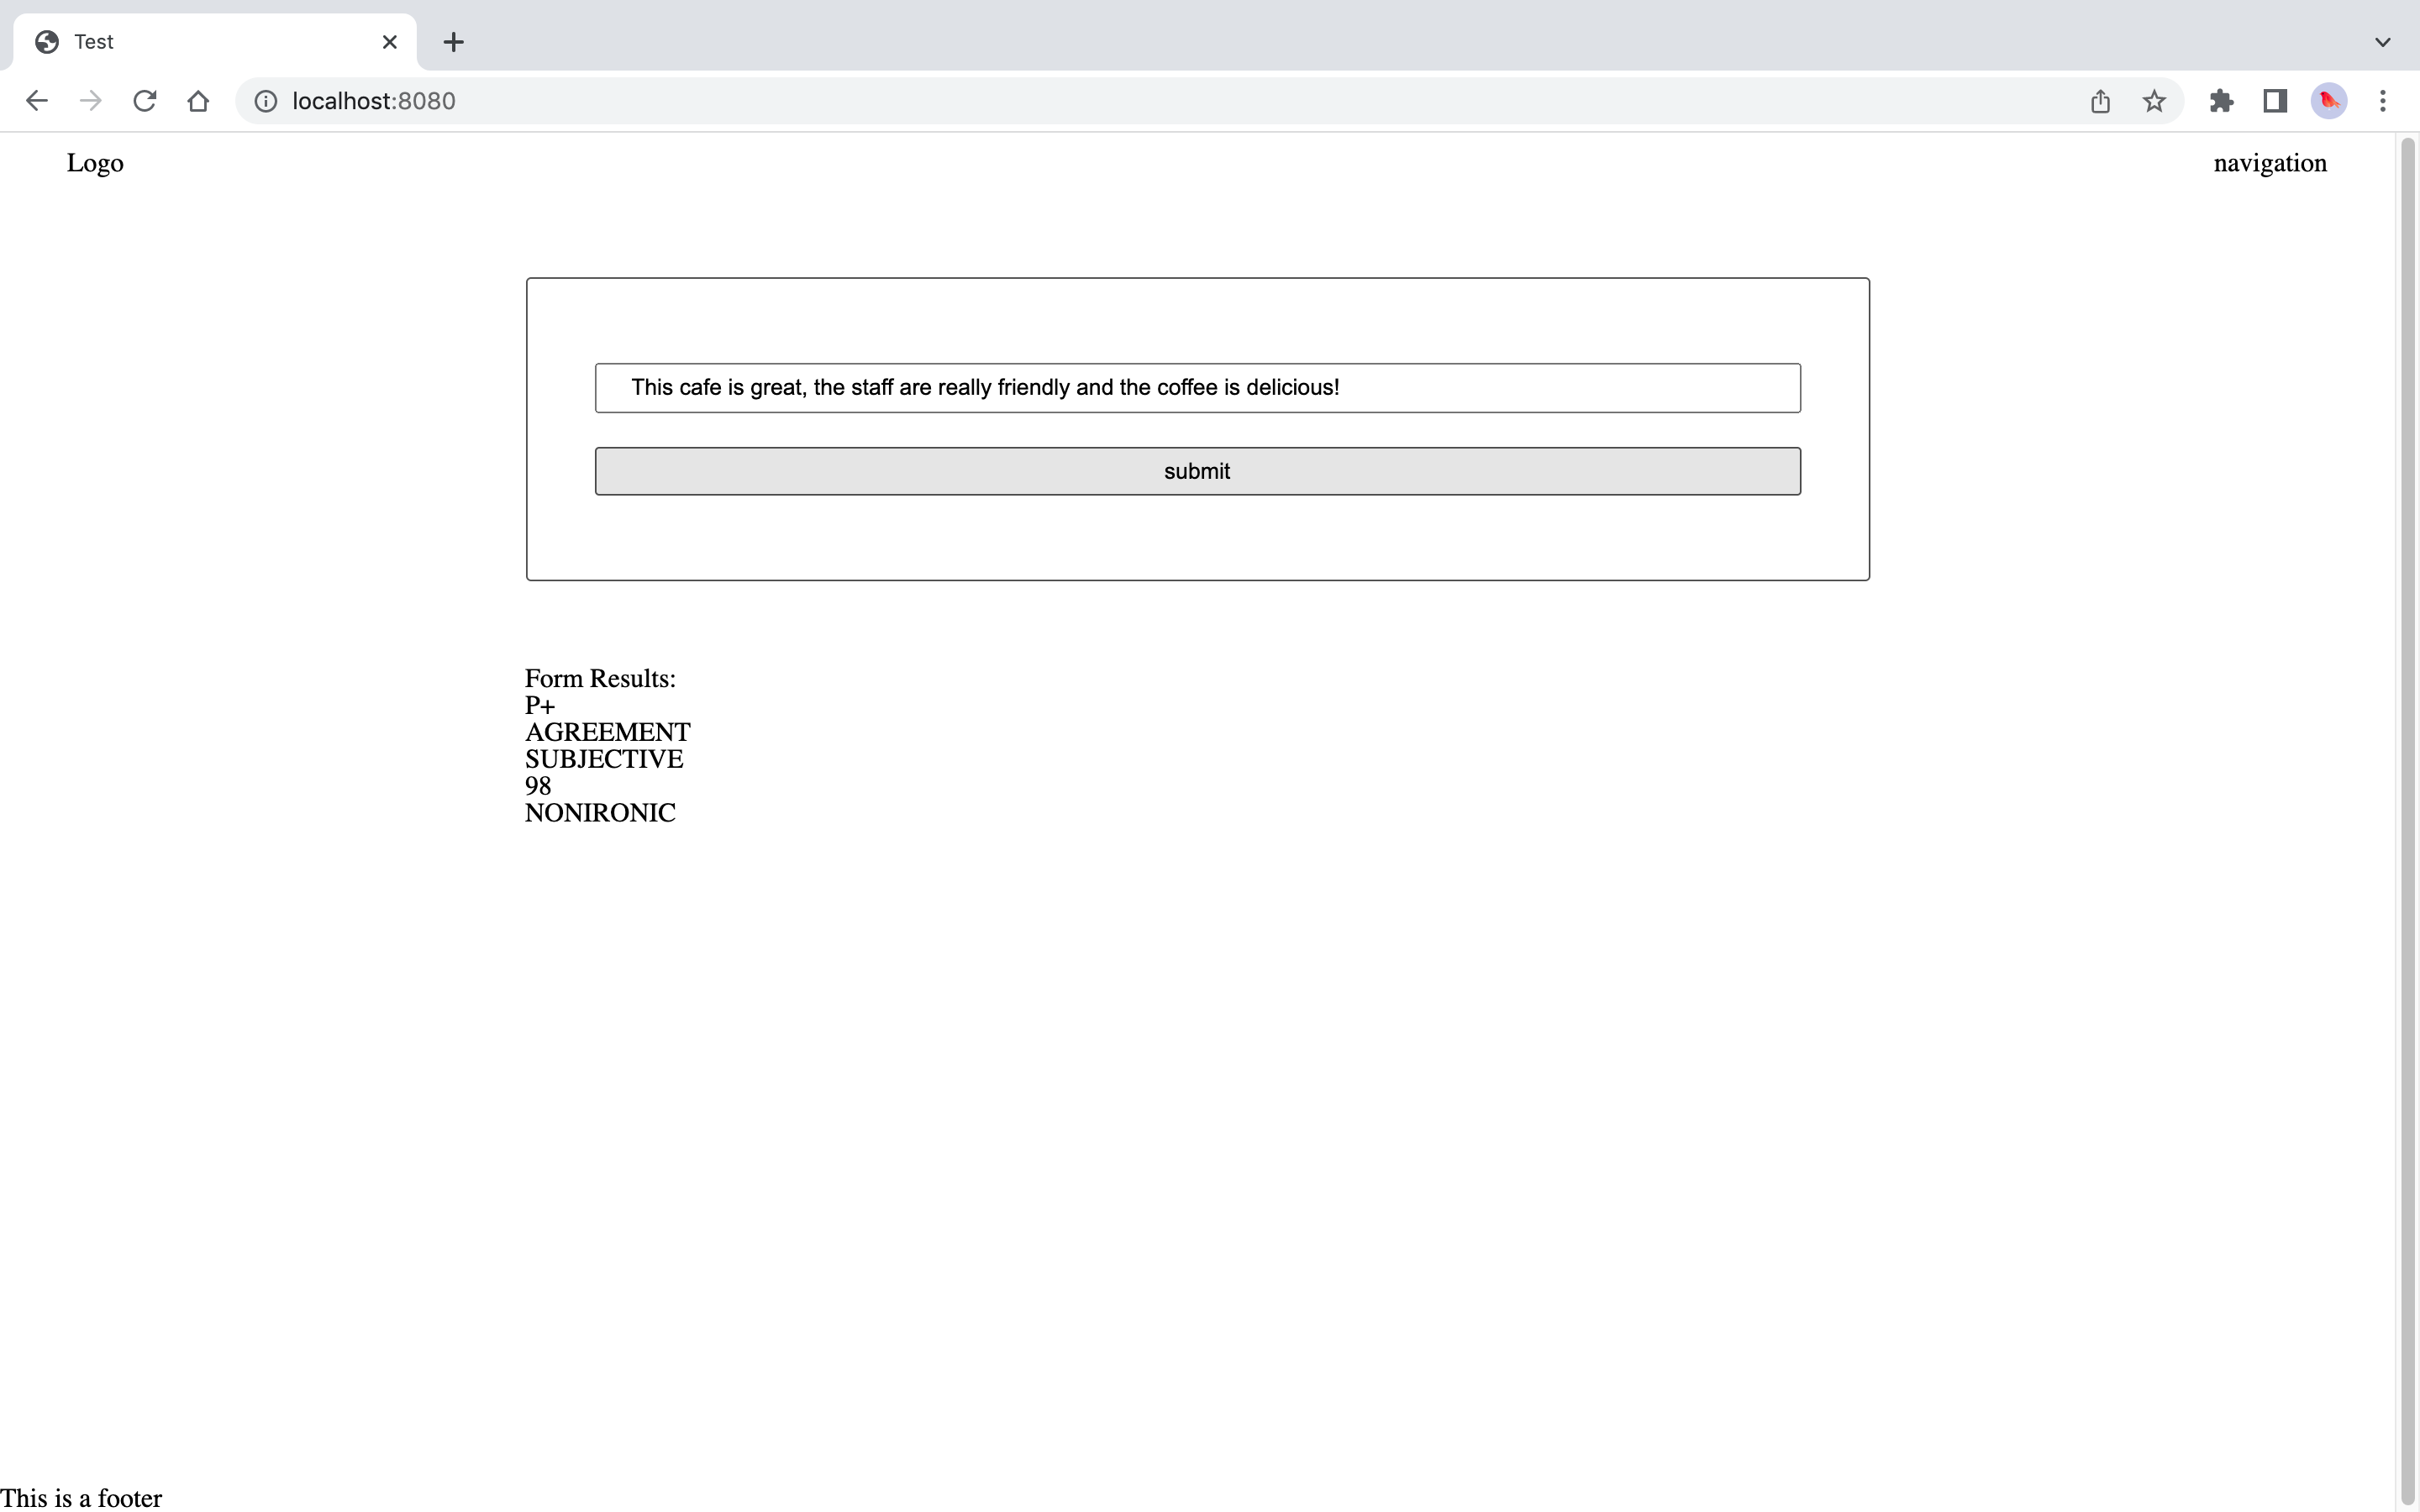 Test
localhost:8080
Logo navigation
This cafe is great, the staff are really friendly and the coffee is delicious!
submit
Form Results:
P+
AGREEMENT
SUBJECTIVE
98
NONIRONIC
This is a footer